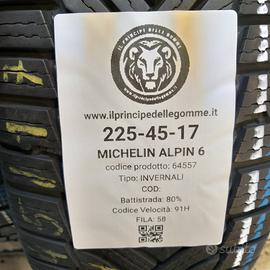 IL PRINCIPE DELLE GOMME
www.ilprincipedellegomme.it
225-45-17
MICHELIN ALPIN 6
codice prodotto: 64557
Tipo: INVERNALI
COD:
Battistrada: 80%
Codice Velocità: 91H
FILA: 58
subito